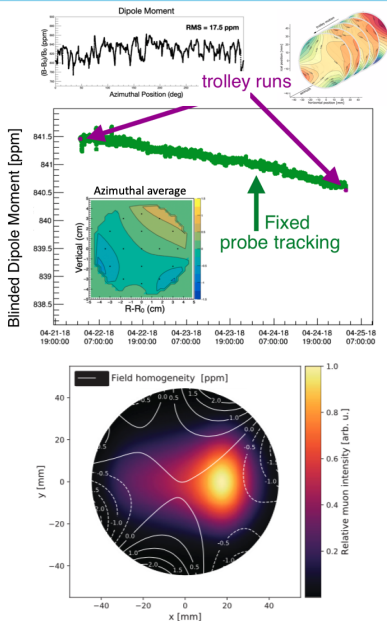 Dipole Moment
RMS = 17.5 ppm
(B-B₀)/B₀ (ppm)
Azimuthal Position (deg)
trolley runs
Blinded Dipole Moment [ppm]
841.5
841
840.5
840
839.5
839
838.5
Fixed
probe tracking
Azimuthal average
Vertical (cm)
R-R₀ (cm)
04-21-18 04-22-18 04-22-18 04-23-18 04-23-18 04-24-18 04-24-18 04-25-18
19:00:00 07:00:00 19:00:00 07:00:00 19:00:00 07:00:00 19:00:00 07:00:00
Field homogeneity [ppm]
y [mm]
40
20
0
−20
−40
−40 −20 0 20 40
x [mm]
1.0
0.8
0.6
0.4
0.2
Relative muon intensity [arb. u.]